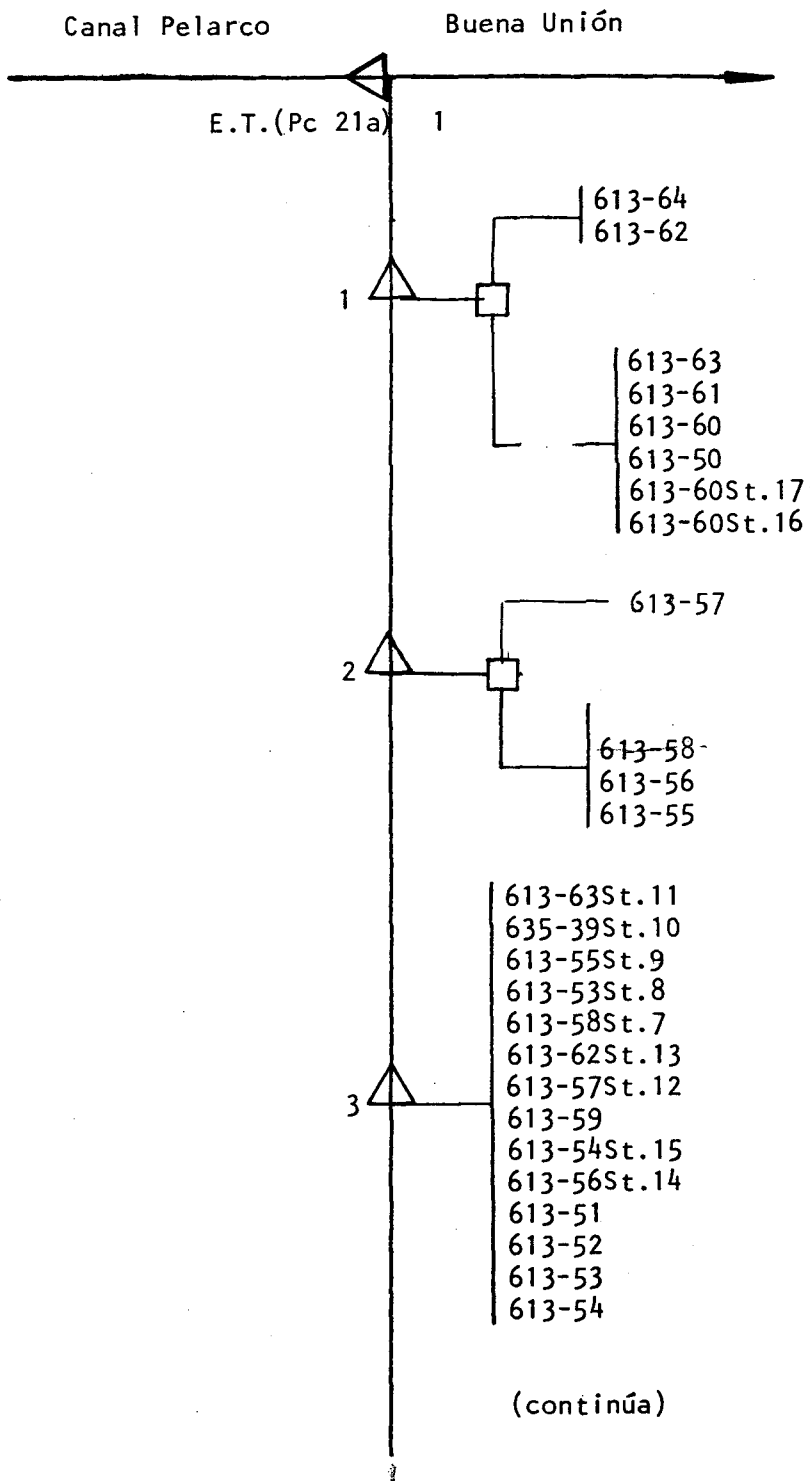 Canal Pelarco Buena Unión
E.T.(Pc 21a) 1
613-64
613-62
1
613-63
613-61
613-60
613-50
613-60St.17
613-60St.16
613-57
2
613-58
613-56
613-55
613-63St.11
635-39St.10
613-55St.9
613-53St.8
613-58St.7
613-62St.13
613-57St.12
3
613-59
613-54St.15
613-56St.14
613-51
613-52
613-53
613-54
(continúa)